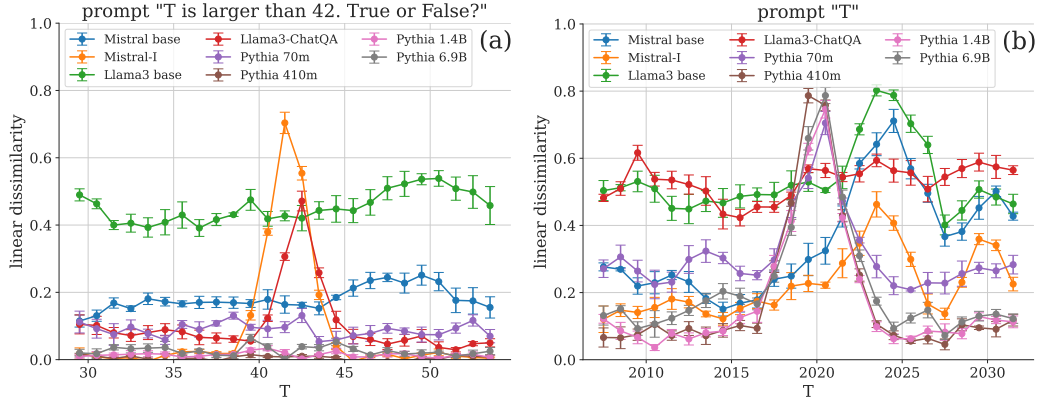 prompt "T is larger than 42. True or False?"
(a)
Mistral base
Mistral-I
Llama3 base
Llama3-ChatQA
Pythia 70m
Pythia 410m
Pythia 1.4B
Pythia 6.9B
linear dissimilarity
1.0
0.8
0.6
0.4
0.2
0.0
30
35
40
45
50
T
prompt "T"
(b)
Mistral base
Mistral-I
Llama3 base
Llama3-ChatQA
Pythia 70m
Pythia 410m
Pythia 1.4B
Pythia 6.9B
linear dissimilarity
1.0
0.8
0.6
0.4
0.2
0.0
2010
2015
2020
2025
2030
T